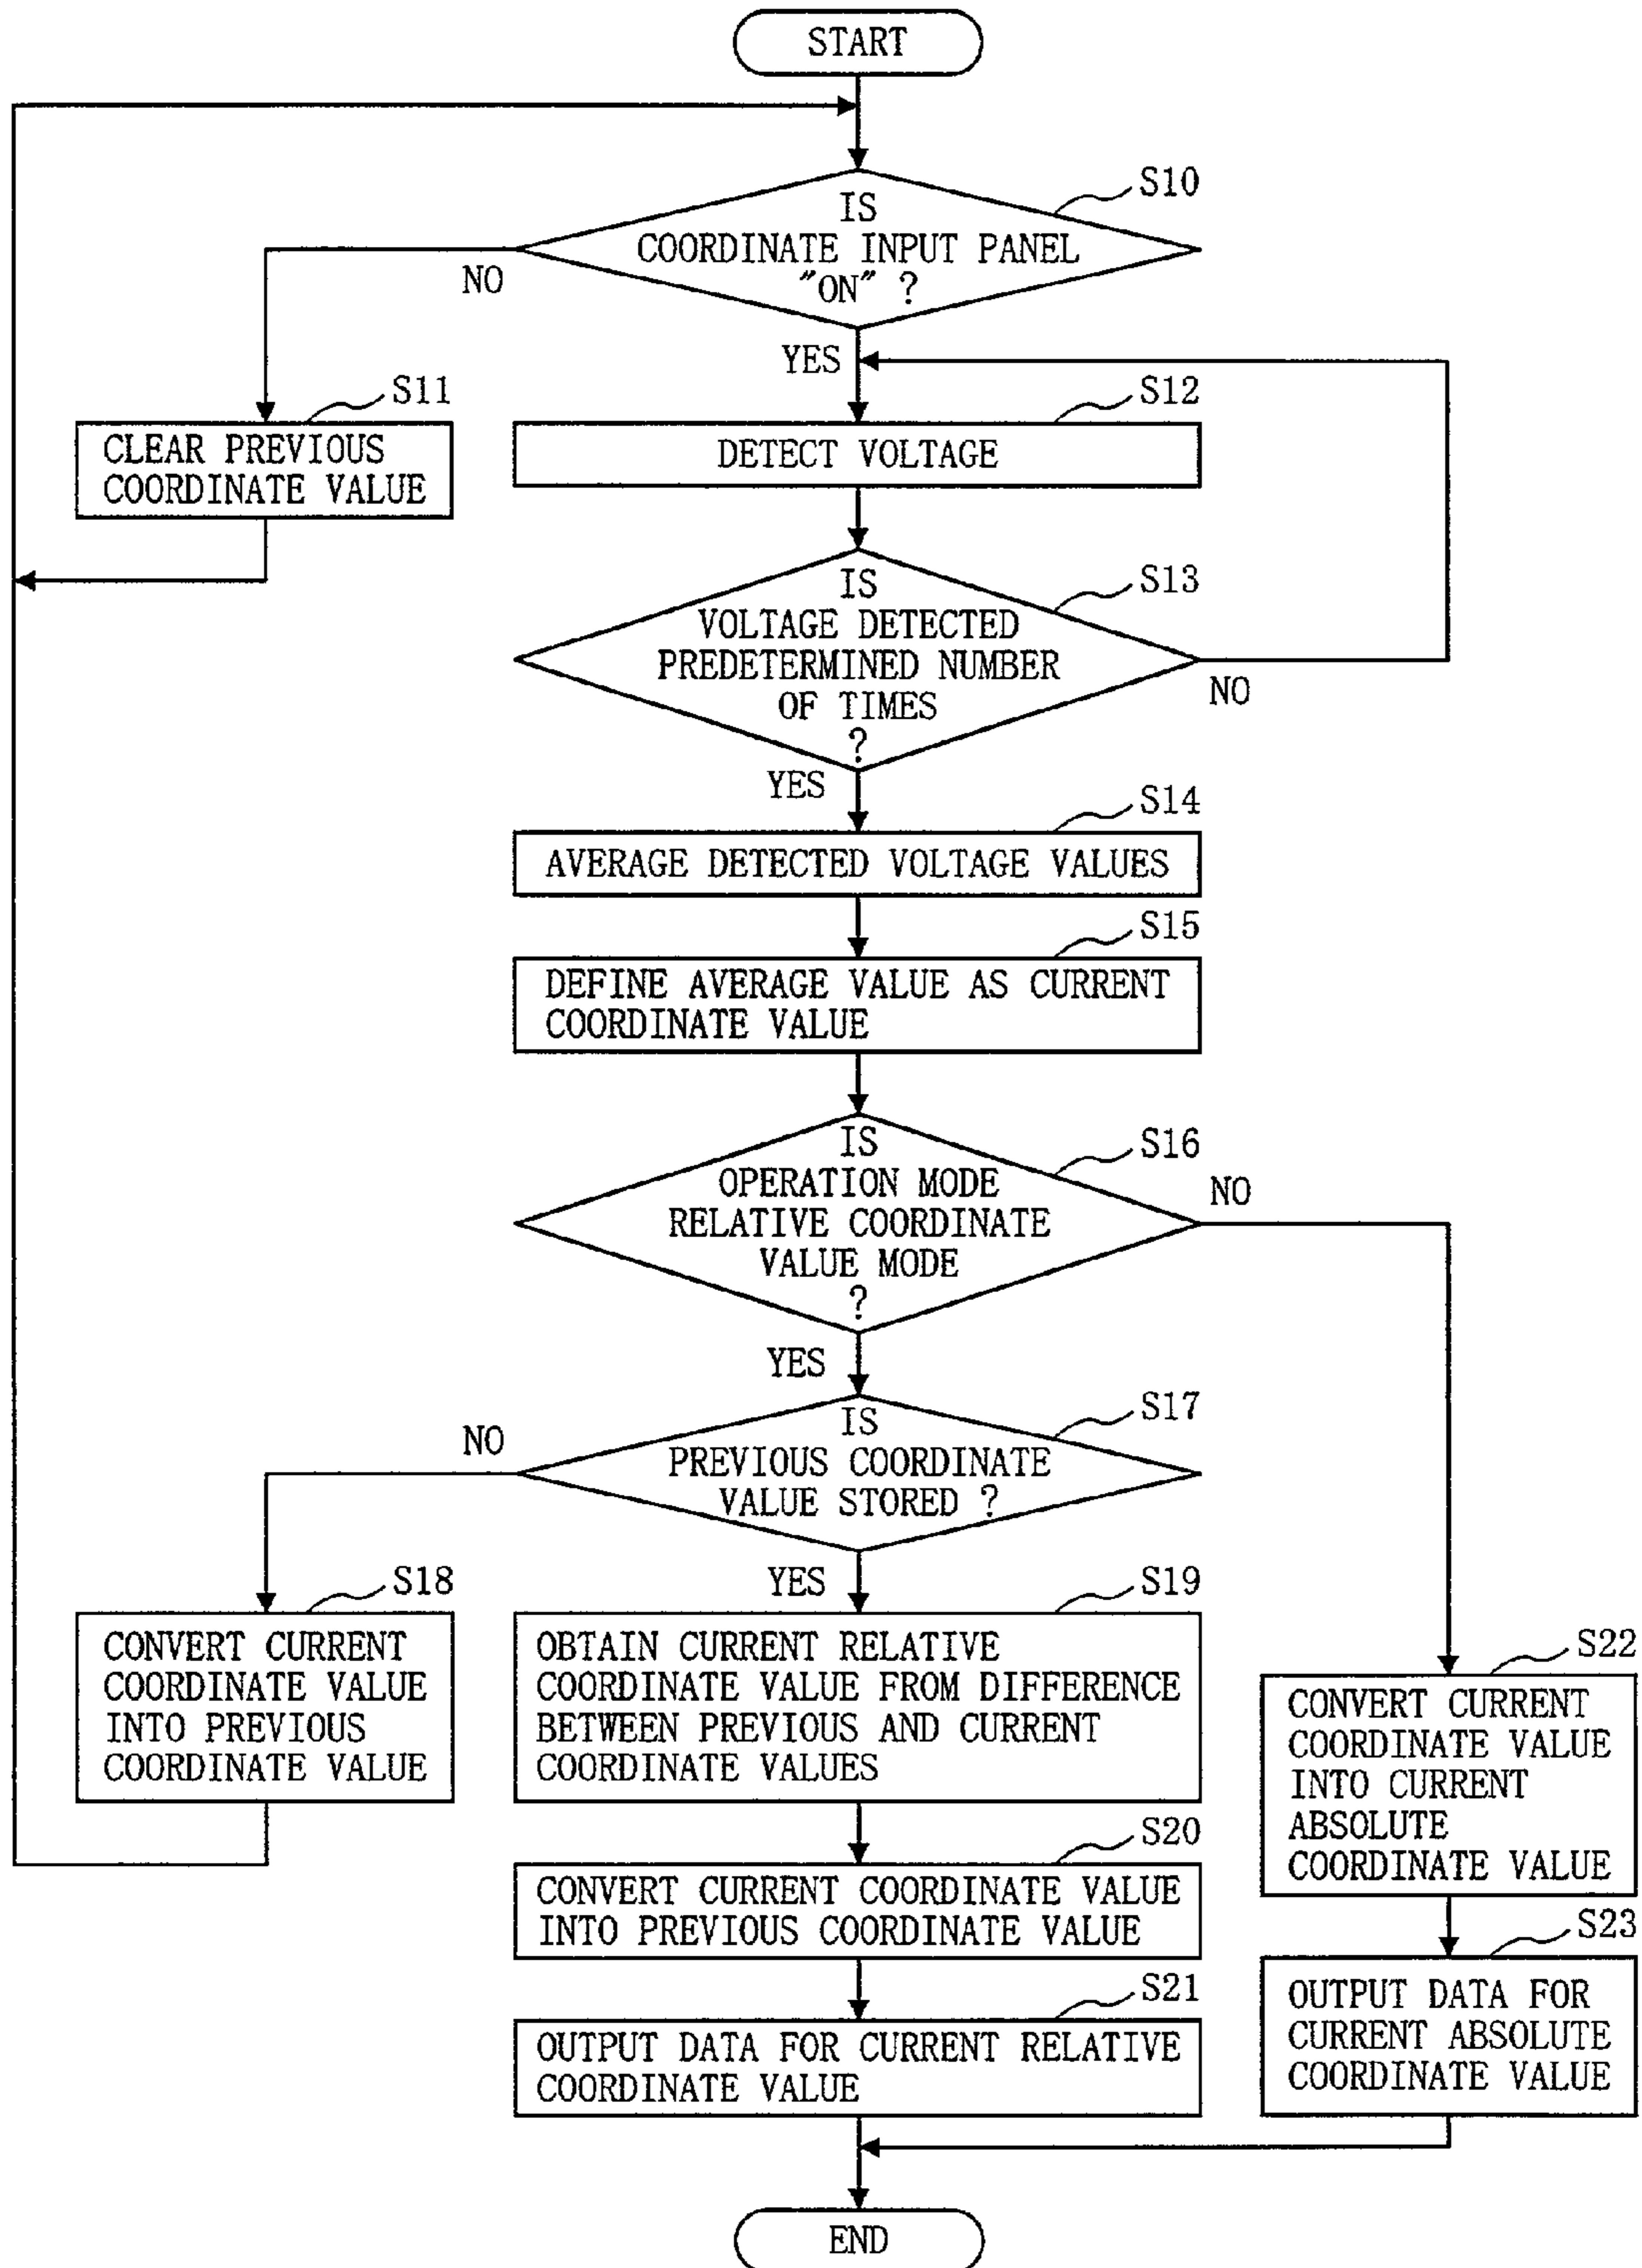 START
S10
IS
COORDINATE INPUT PANEL
"ON" ?
NO
YES
S11
CLEAR PREVIOUS
COORDINATE VALUE
S12
DETECT VOLTAGE
S13
IS
VOLTAGE DETECTED
PREDETERMINED NUMBER
OF TIMES
?
NO
YES
S14
AVERAGE DETECTED VOLTAGE VALUES
S15
DEFINE AVERAGE VALUE AS CURRENT
COORDINATE VALUE
S16
IS
OPERATION MODE
RELATIVE COORDINATE
VALUE MODE
?
NO
YES
S17
IS
PREVIOUS COORDINATE
VALUE STORED ?
NO
YES
S18
CONVERT CURRENT
COORDINATE VALUE
INTO PREVIOUS
COORDINATE VALUE
S19
OBTAIN CURRENT RELATIVE
COORDINATE VALUE FROM DIFFERENCE
BETWEEN PREVIOUS AND CURRENT
COORDINATE VALUES
S22
CONVERT CURRENT
COORDINATE VALUE
INTO CURRENT
ABSOLUTE
COORDINATE VALUE
S20
CONVERT CURRENT COORDINATE VALUE
INTO PREVIOUS COORDINATE VALUE
S23
OUTPUT DATA FOR
CURRENT ABSOLUTE
COORDINATE VALUE
S21
OUTPUT DATA FOR CURRENT RELATIVE
COORDINATE VALUE
END